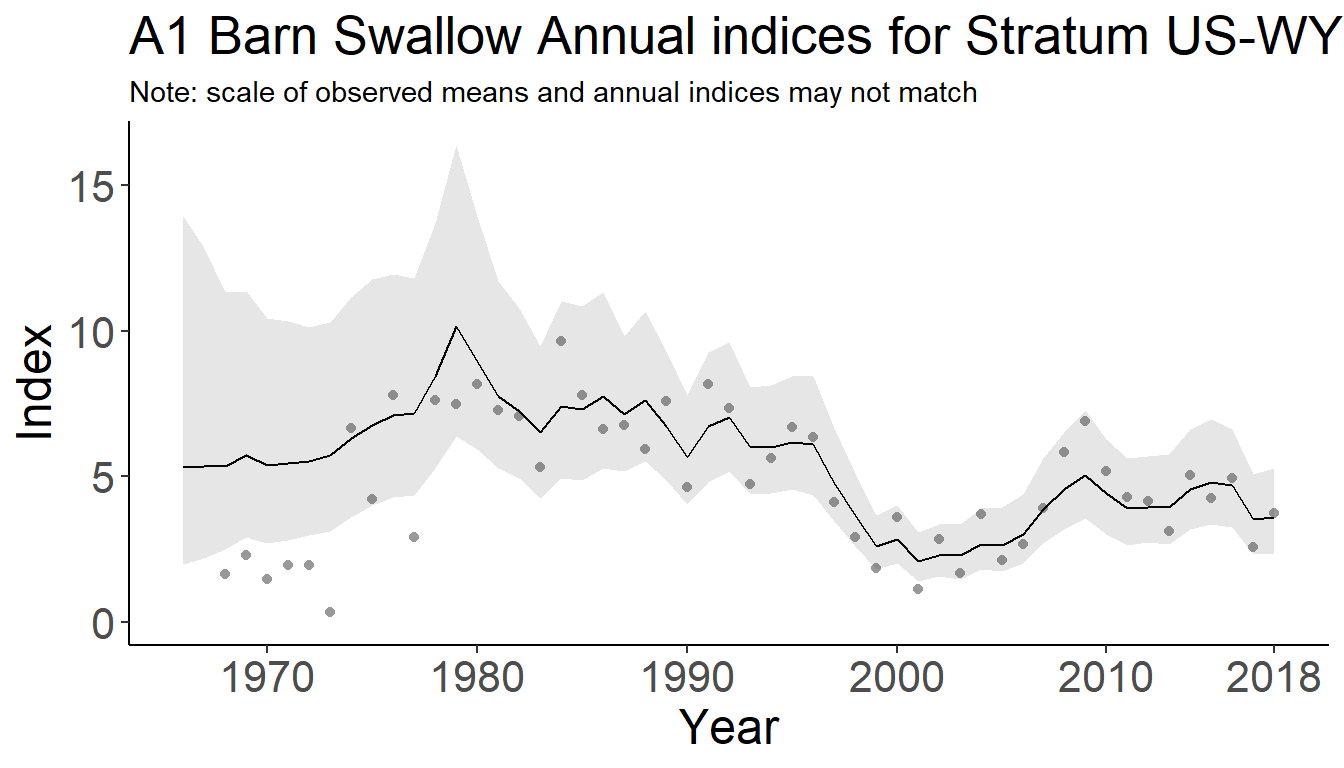 A1 Barn Swallow Annual indices for Stratum US-WY
Note: scale of observed means and annual indices may not match
15
10
5
0
Index
1970 1980 1990 2000 2010 2018
Year